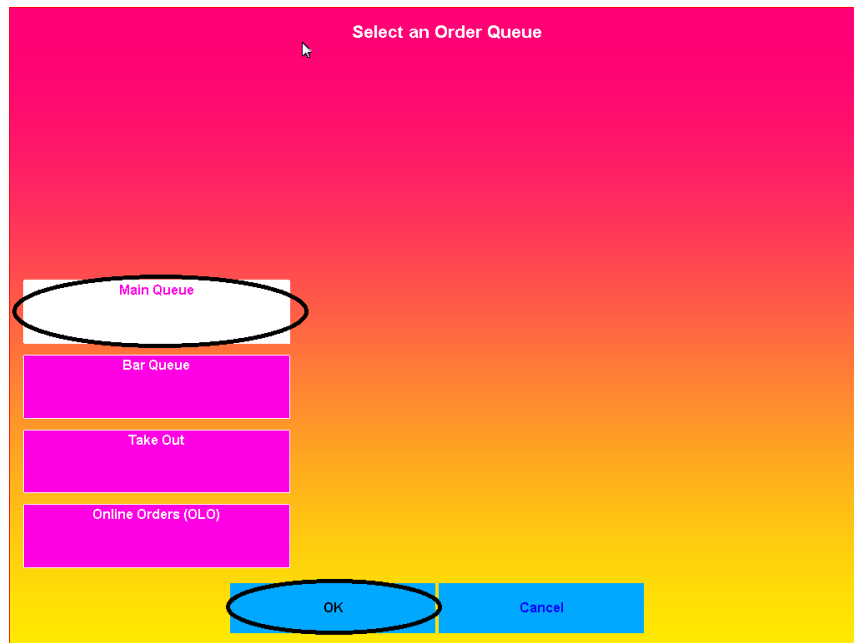 Select an Order Queue
Main Queue
Bar Queue
Take Out
Online Orders (OLO)
OK
Cancel